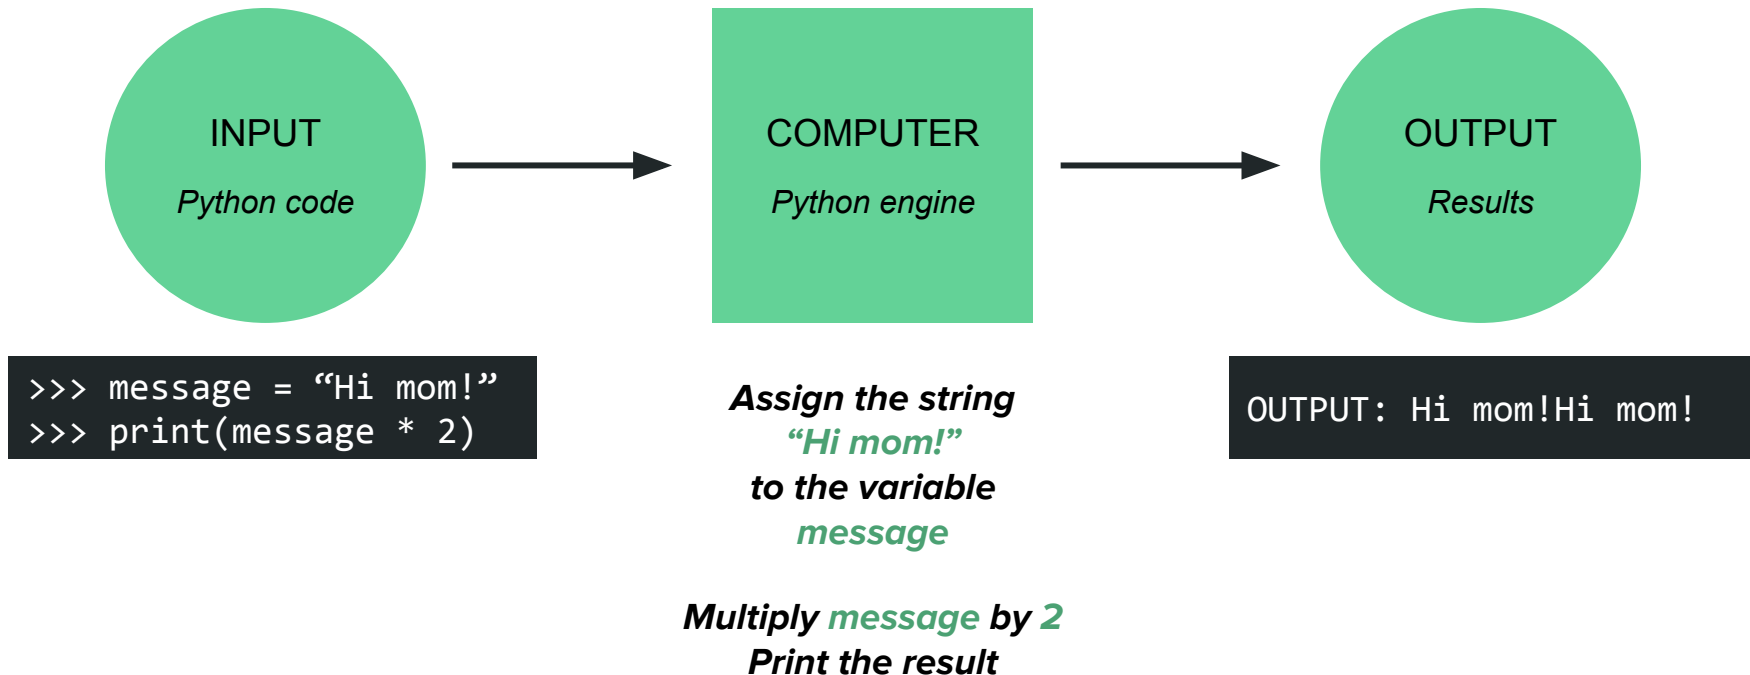 INPUT
Python code
COMPUTER
Python engine
OUTPUT
Results
>>> message = “Hi mom!”
>>> print(message * 2)
Assign the string
“Hi mom!”
to the variable
message
Multiply message by 2
Print the result
OUTPUT: Hi mom!Hi mom!